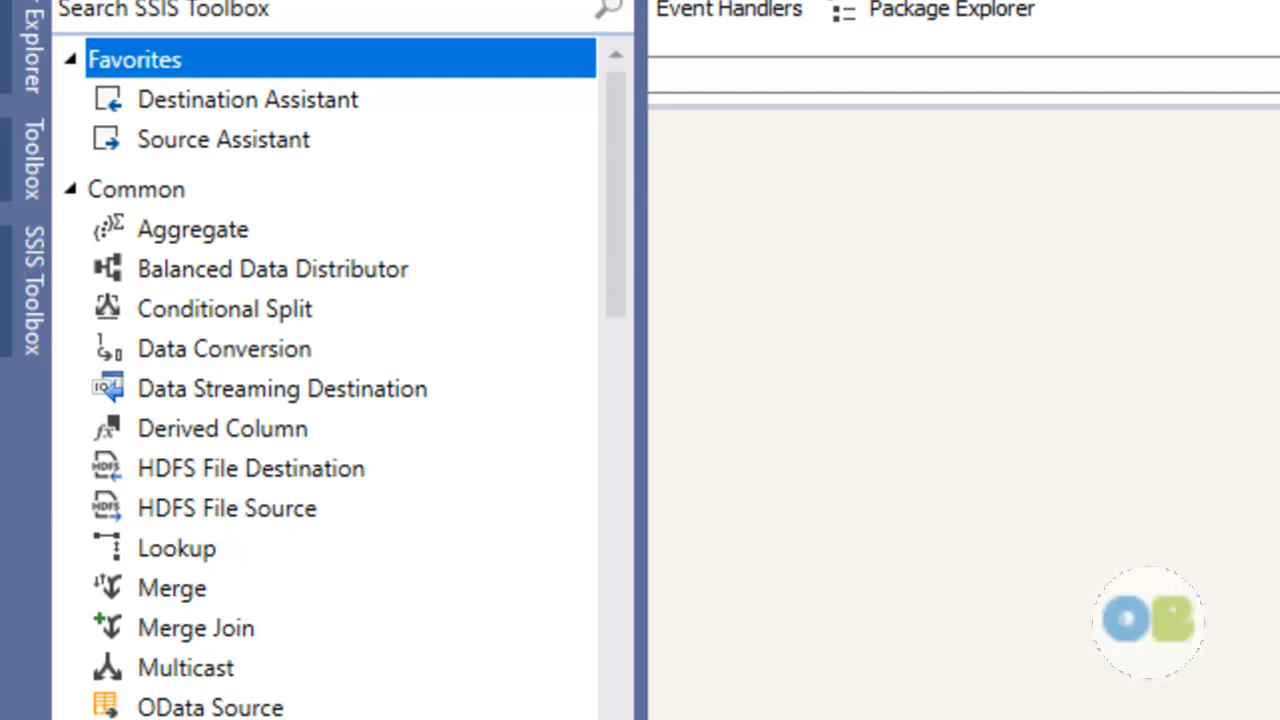 Search SSIS Toolbox
Event Handlers
Package Explorer
Explorer
Toolbox
SSIS Toolbox
Favorites
Destination Assistant
Source Assistant
Common
Aggregate
Balanced Data Distributor
Conditional Split
Data Conversion
Data Streaming Destination
Derived Column
HDFS File Destination
HDFS File Source
Lookup
Merge
Merge Join
Multicast
OData Source
OB